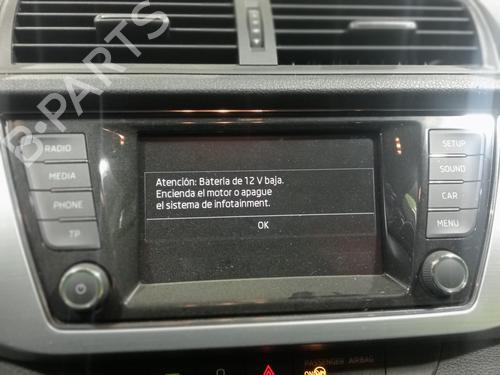 B-PARTS
RADIO
MEDIA
PHONE
TP
Atención: Batería de 12 V baja.
Encienda el motor o apague
el sistema de infotainment.
OK
SETUP
SOUND
CAR
MENU
PASSENGER AIRBAG
ON